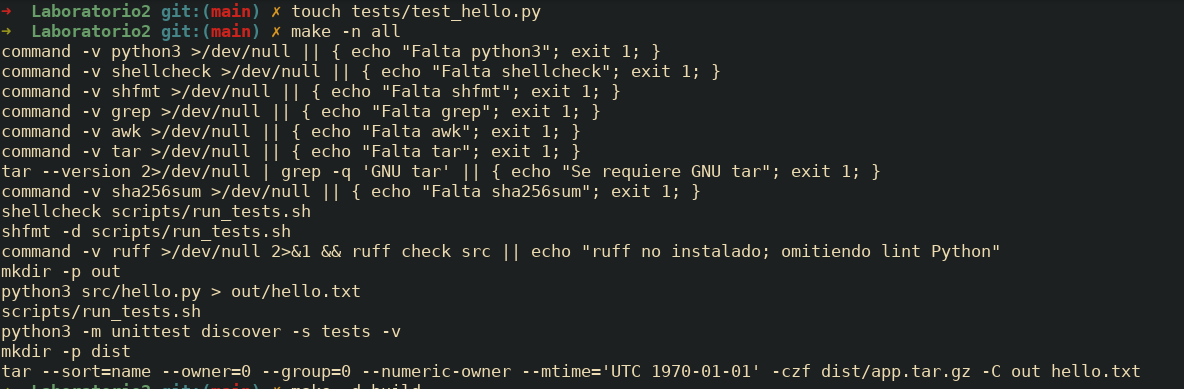 ➜ Laboratorio2 git:(main) ✗ touch tests/test_hello.py
➜ Laboratorio2 git:(main) ✗ make -n all
command -v python3 >/dev/null || { echo "Falta python3"; exit 1; }
command -v shellcheck >/dev/null || { echo "Falta shellcheck"; exit 1; }
command -v shfmt >/dev/null || { echo "Falta shfmt"; exit 1; }
command -v grep >/dev/null || { echo "Falta grep"; exit 1; }
command -v awk >/dev/null || { echo "Falta awk"; exit 1; }
command -v tar >/dev/null || { echo "Falta tar"; exit 1; }
tar --version 2>/dev/null | grep -q 'GNU tar' || { echo "Se requiere GNU tar"; exit 1; }
command -v sha256sum >/dev/null || { echo "Falta sha256sum"; exit 1; }
shellcheck scripts/run_tests.sh
shfmt -d scripts/run_tests.sh
command -v ruff >/dev/null 2>&1 && ruff check src || echo "ruff no instalado; omitiendo lint Python"
mkdir -p out
python3 src/hello.py > out/hello.txt
scripts/run_tests.sh
python3 -m unittest discover -s tests -v
mkdir -p dist
tar --sort=name --owner=0 --group=0 --numeric-owner --mtime='UTC 1970-01-01' -czf dist/app.tar.gz -C out hello.txt
➜ Laboratorio2 git:(main) ✗ make -d build